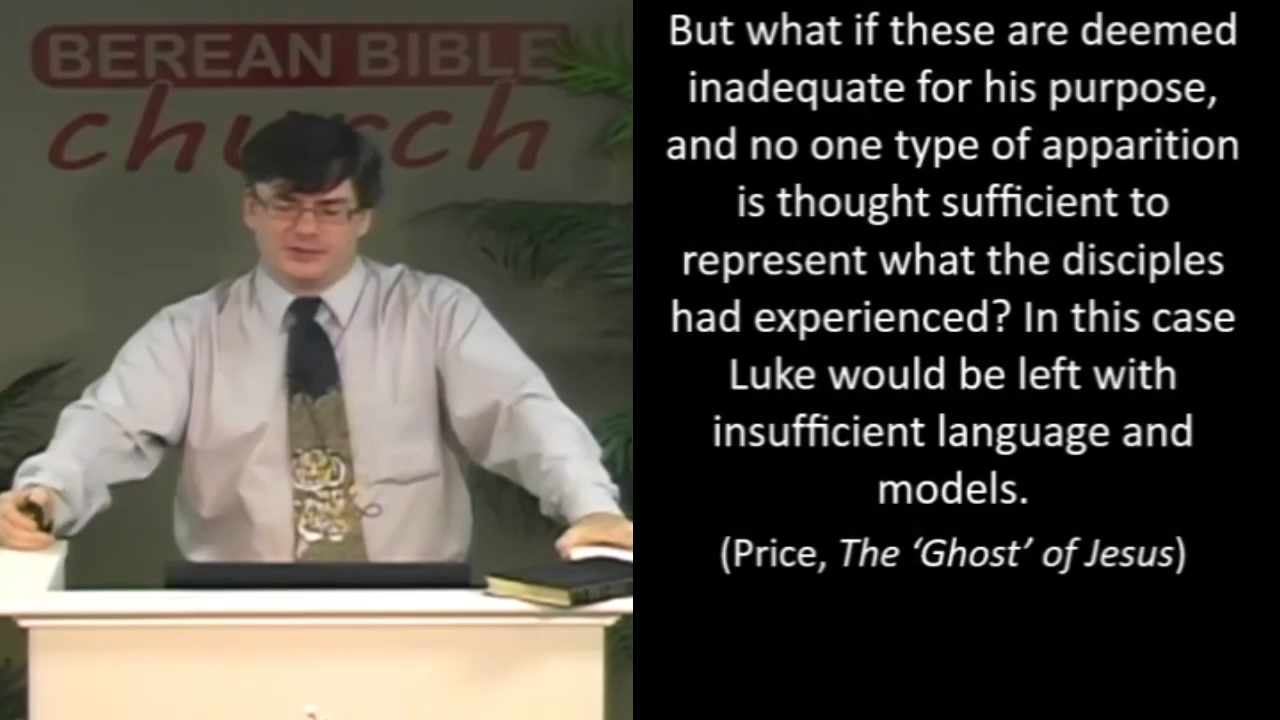 BEREAN BIBLE
church
But what if these are deemed
inadequate for his purpose,
and no one type of apparition
is thought sufficient to
represent what the disciples
had experienced? In this case
Luke would be left with
insufficient language and
models.
(Price, The ‘Ghost’ of Jesus)